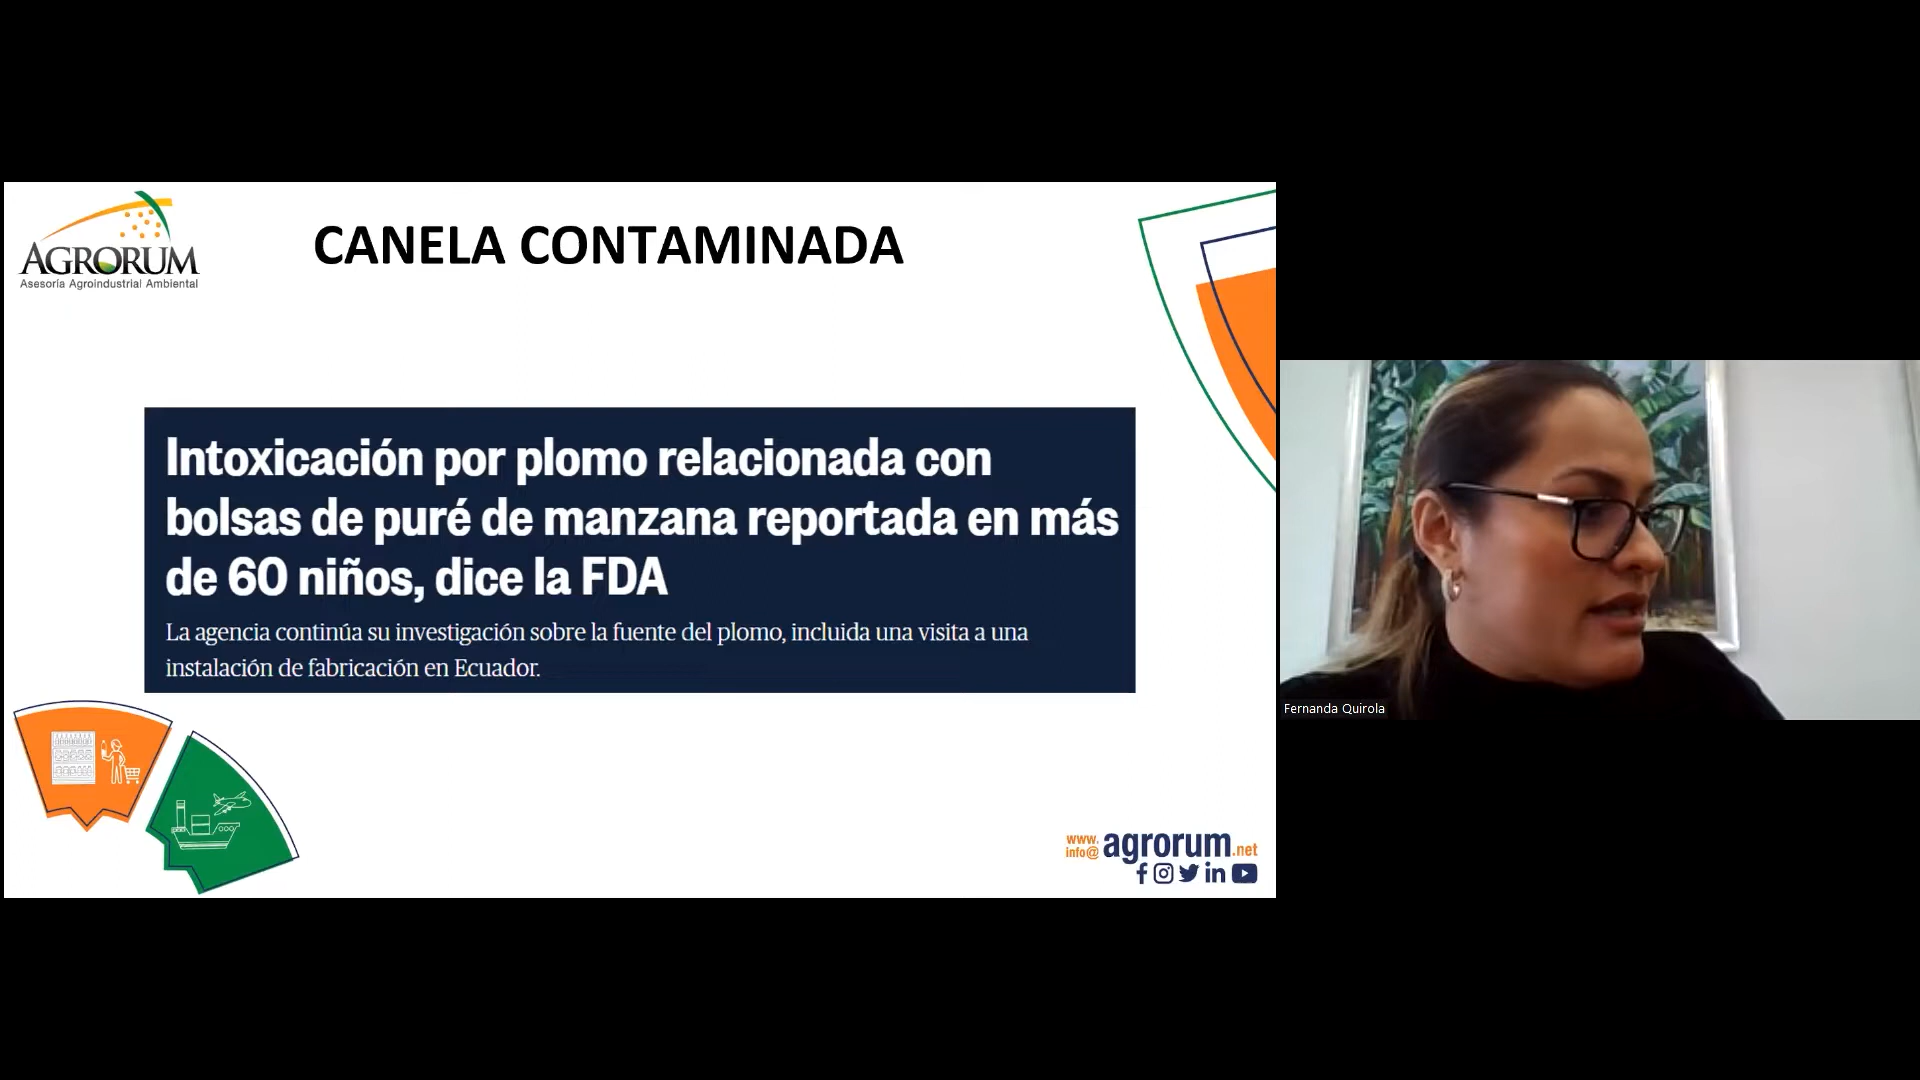 AGRORUM
Asesoría Agroindustrial Ambiental
CANELA CONTAMINADA
Intoxicación por plomo relacionada con
bolsas de puré de manzana reportada en más
de 60 niños, dice la FDA
La agencia continúa su investigación sobre la fuente del plomo, incluida una visita a una
instalación de fabricación en Ecuador.
www.
info@ agrorum.net
Fernanda Quirola